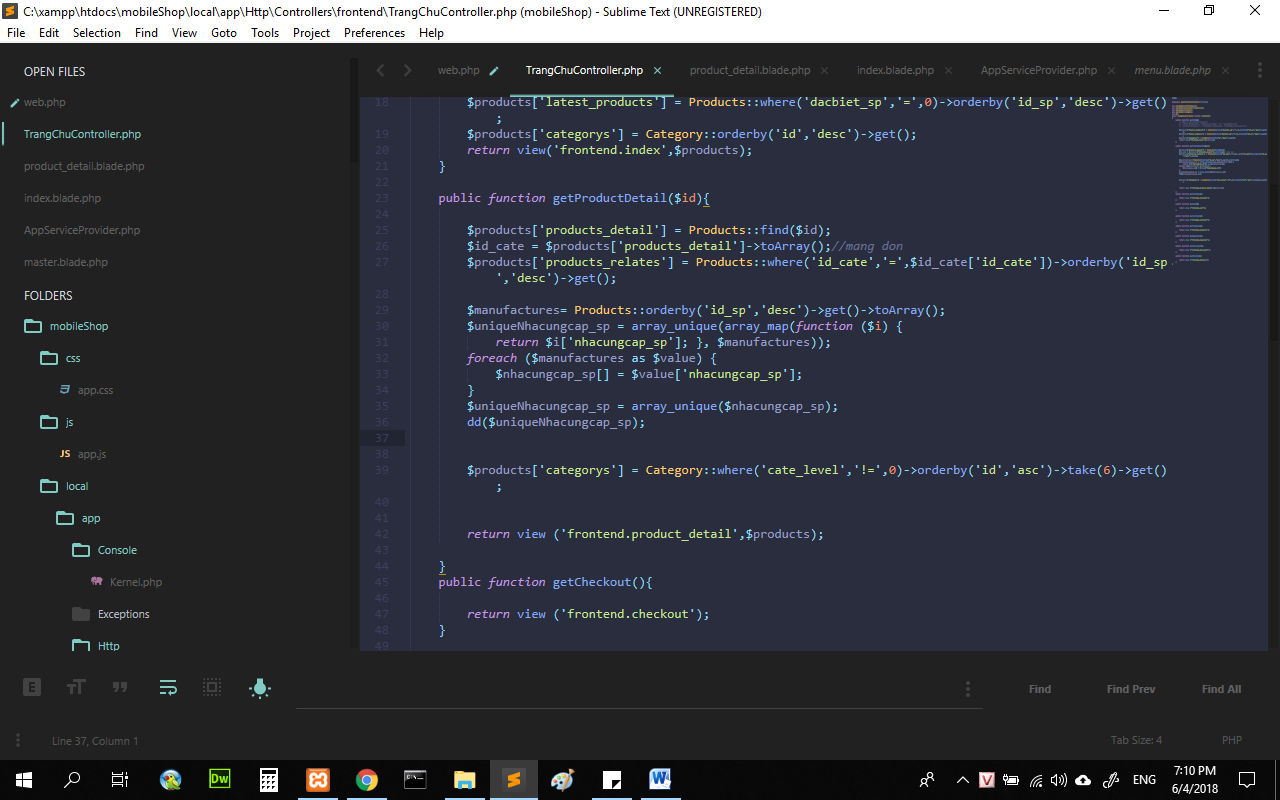 C:\xampp\htdocs\mobileShop\local\app\Http\Controllers\frontend\TrangChuController.php (mobileShop) - Sublime Text (UNREGISTERED)
File Edit Selection Find View Goto Tools Project Preferences Help
OPEN FILES
web.php
TrangChuController.php
product_detail.blade.php
index.blade.php
AppServiceProvider.php
master.blade.php
FOLDERS
mobileShop
css
app.css
js
JS app.js
local
app
Console
Kernel.php
Exceptions
Http
web.php TrangChuController.php product_detail.blade.php index.blade.php AppServiceProvider.php menu.blade.php
18 $products['latest_products'] = Products::where('dacbiet_sp','=',0)->orderby('id_sp','desc')->get()
;
19 $products['categorys'] = Category::orderby('id','desc')->get();
20 return view('frontend.index',$products);
21 }
22
23 public function getProductDetail($id){
24
25 $products['products_detail'] = Products::find($id);
26 $id_cate = $products['products_detail']->toArray();//mang don
27 $products['products_relates'] = Products::where('id_cate','=',$id_cate['id_cate'])->orderby('id_sp
','desc')->get();
28
29 $manufactures= Products::orderby('id_sp','desc')->get()->toArray();
30 $uniqueNhacungcap_sp = array_unique(array_map(function ($i) {
31 return $i['nhacungcap_sp']; }, $manufactures));
32 foreach ($manufactures as $value) {
33 $nhacungcap_sp[] = $value['nhacungcap_sp'];
34 }
35 $uniqueNhacungcap_sp = array_unique($nhacungcap_sp);
36 dd($uniqueNhacungcap_sp);
37
38
39 $products['categorys'] = Category::where('cate_level','!=',0)->orderby('id','asc')->take(6)->get()
;
40
41
42 return view ('frontend.product_detail',$products);
43
44 }
45 public function getCheckout(){
46
47 return view ('frontend.checkout');
48 }
49
Find Find Prev Find All
Line 37, Column 1 Tab Size: 4 PHP
Dw
ENG
7:10 PM
6/4/2018